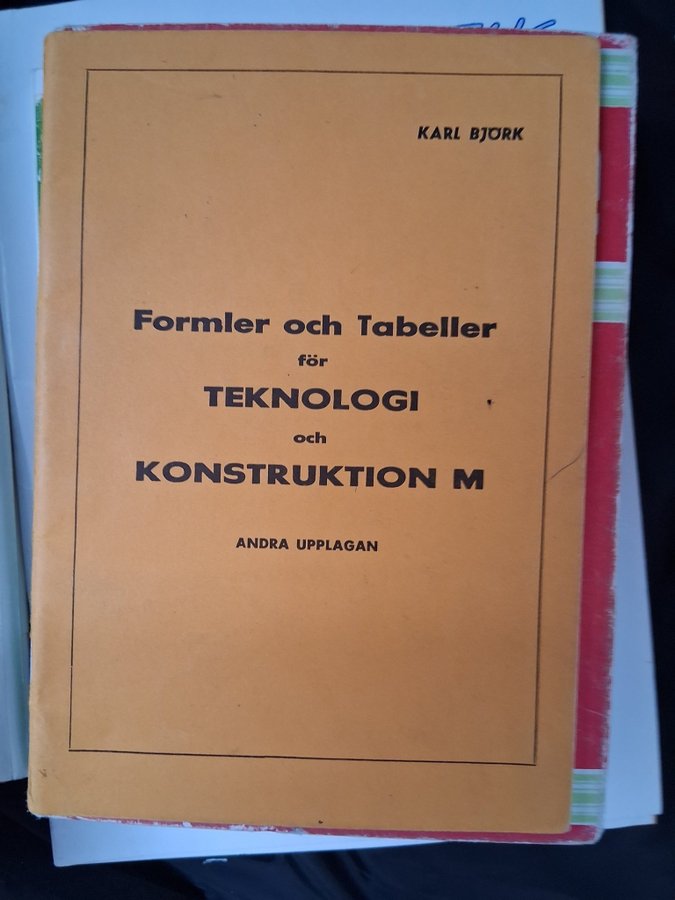 KARL BJÖRK
Formler och Tabeller
för
TEKNOLOGI
och
KONSTRUKTION M
ANDRA UPPLAGAN